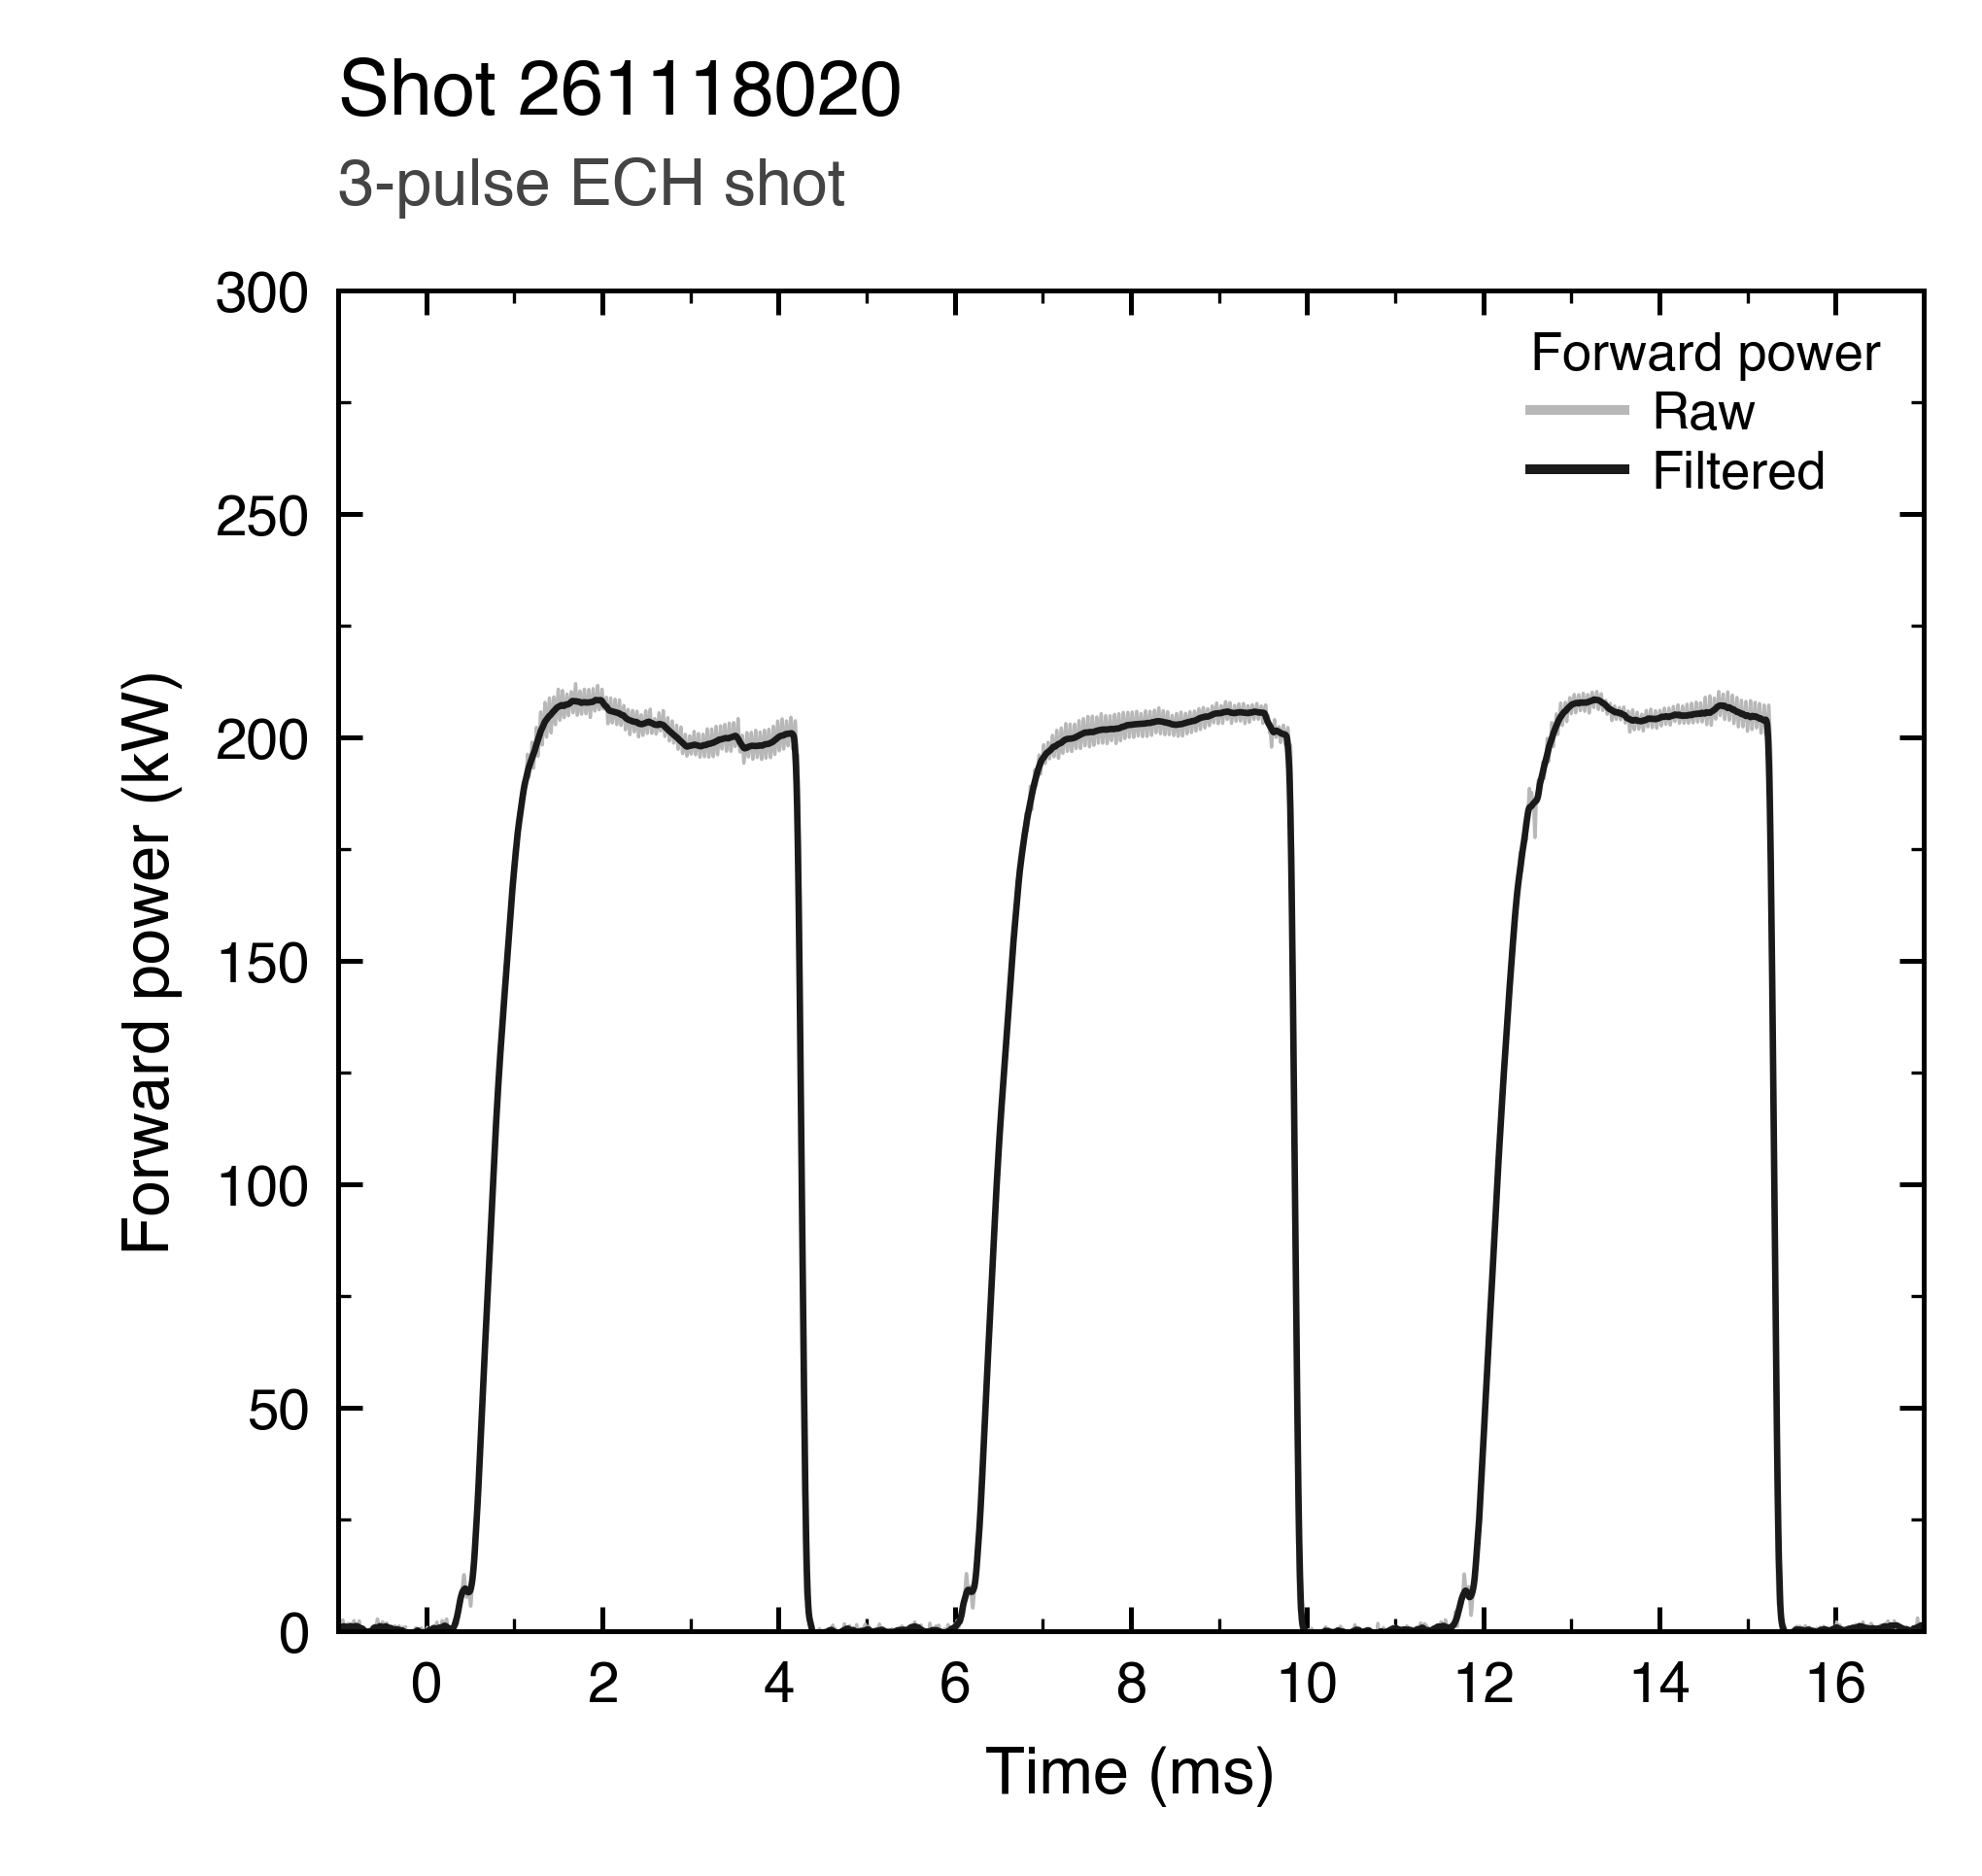 Shot 261118020
3-pulse ECH shot
Forward power
Raw
Filtered
Forward power (kW)
300
250
200
150
100
50
0
0 2 4 6 8 10 12 14 16
Time (ms)